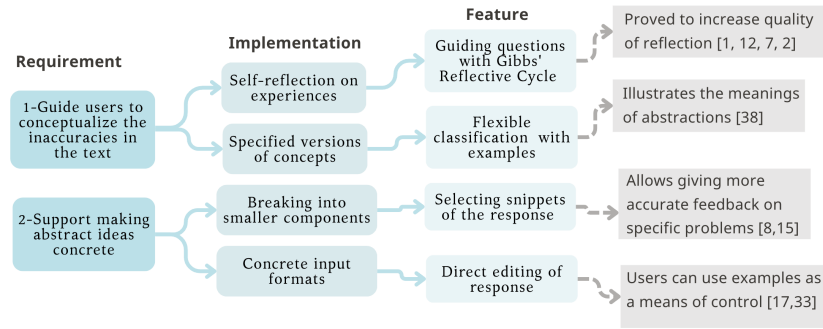 Requirement
Implementation
Feature
1-Guide users to
conceptualize the
inaccuracies in
the text
Self-reflection on
experiences
Guiding questions
with Gibbs'
Reflective Cycle
Proved to increase quality
of reflection [1, 12, 7, 2]
Specified versions
of concepts
Flexible
classification with
examples
Illustrates the meanings
of abstractions [38]
2-Support making
abstract ideas
concrete
Breaking into
smaller components
Selecting snippets
of the response
Allows giving more
accurate feedback on
specific problems [8,15]
Concrete input
formats
Direct editing of
response
Users can use examples as
a means of control [17,33]